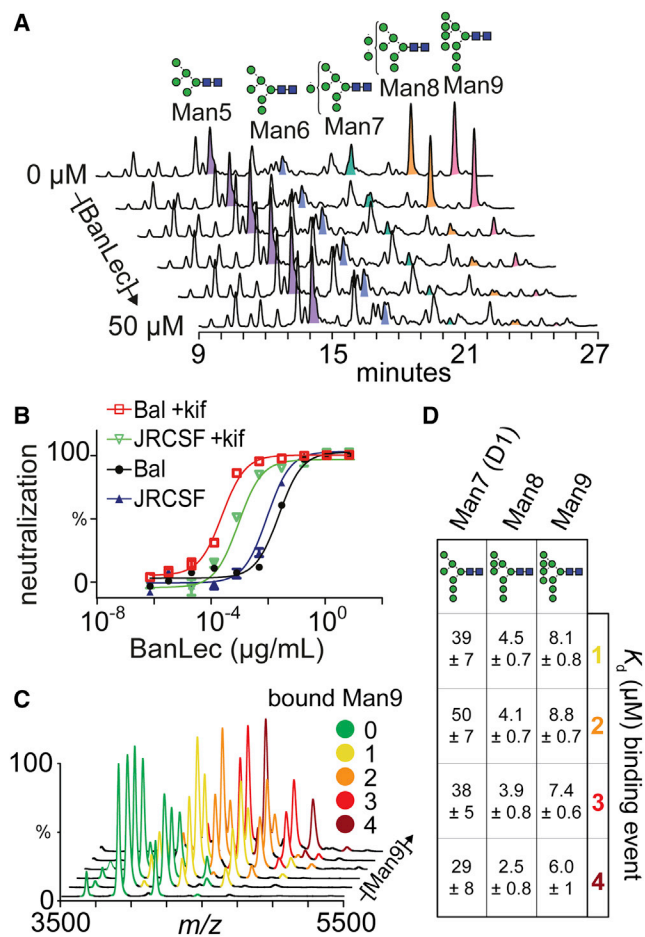 A
Man5
Man6
Man7
Man8
Man9
0 µM
[BanLec]
50 µM
9 15 21 27
minutes
B
Bal +kif
JRCSF +kif
Bal
JRCSF
100
%
0
neutralization
10-8 10-4 100
BanLec (µg/mL)
C
bound Man9
0
1
2
3
4
100
%
0
[Man9]
3500 m/z 5500
D
Man7 (D1)
Man8
Man9
39 ± 7 4.5 ± 0.7 8.1 ± 0.8 1
50 ± 7 4.1 ± 0.7 8.8 ± 0.7 2
38 ± 5 3.9 ± 0.8 7.4 ± 0.6 3
29 ± 8 2.5 ± 0.8 6.0 ± 1 4
Kd (µM) binding event